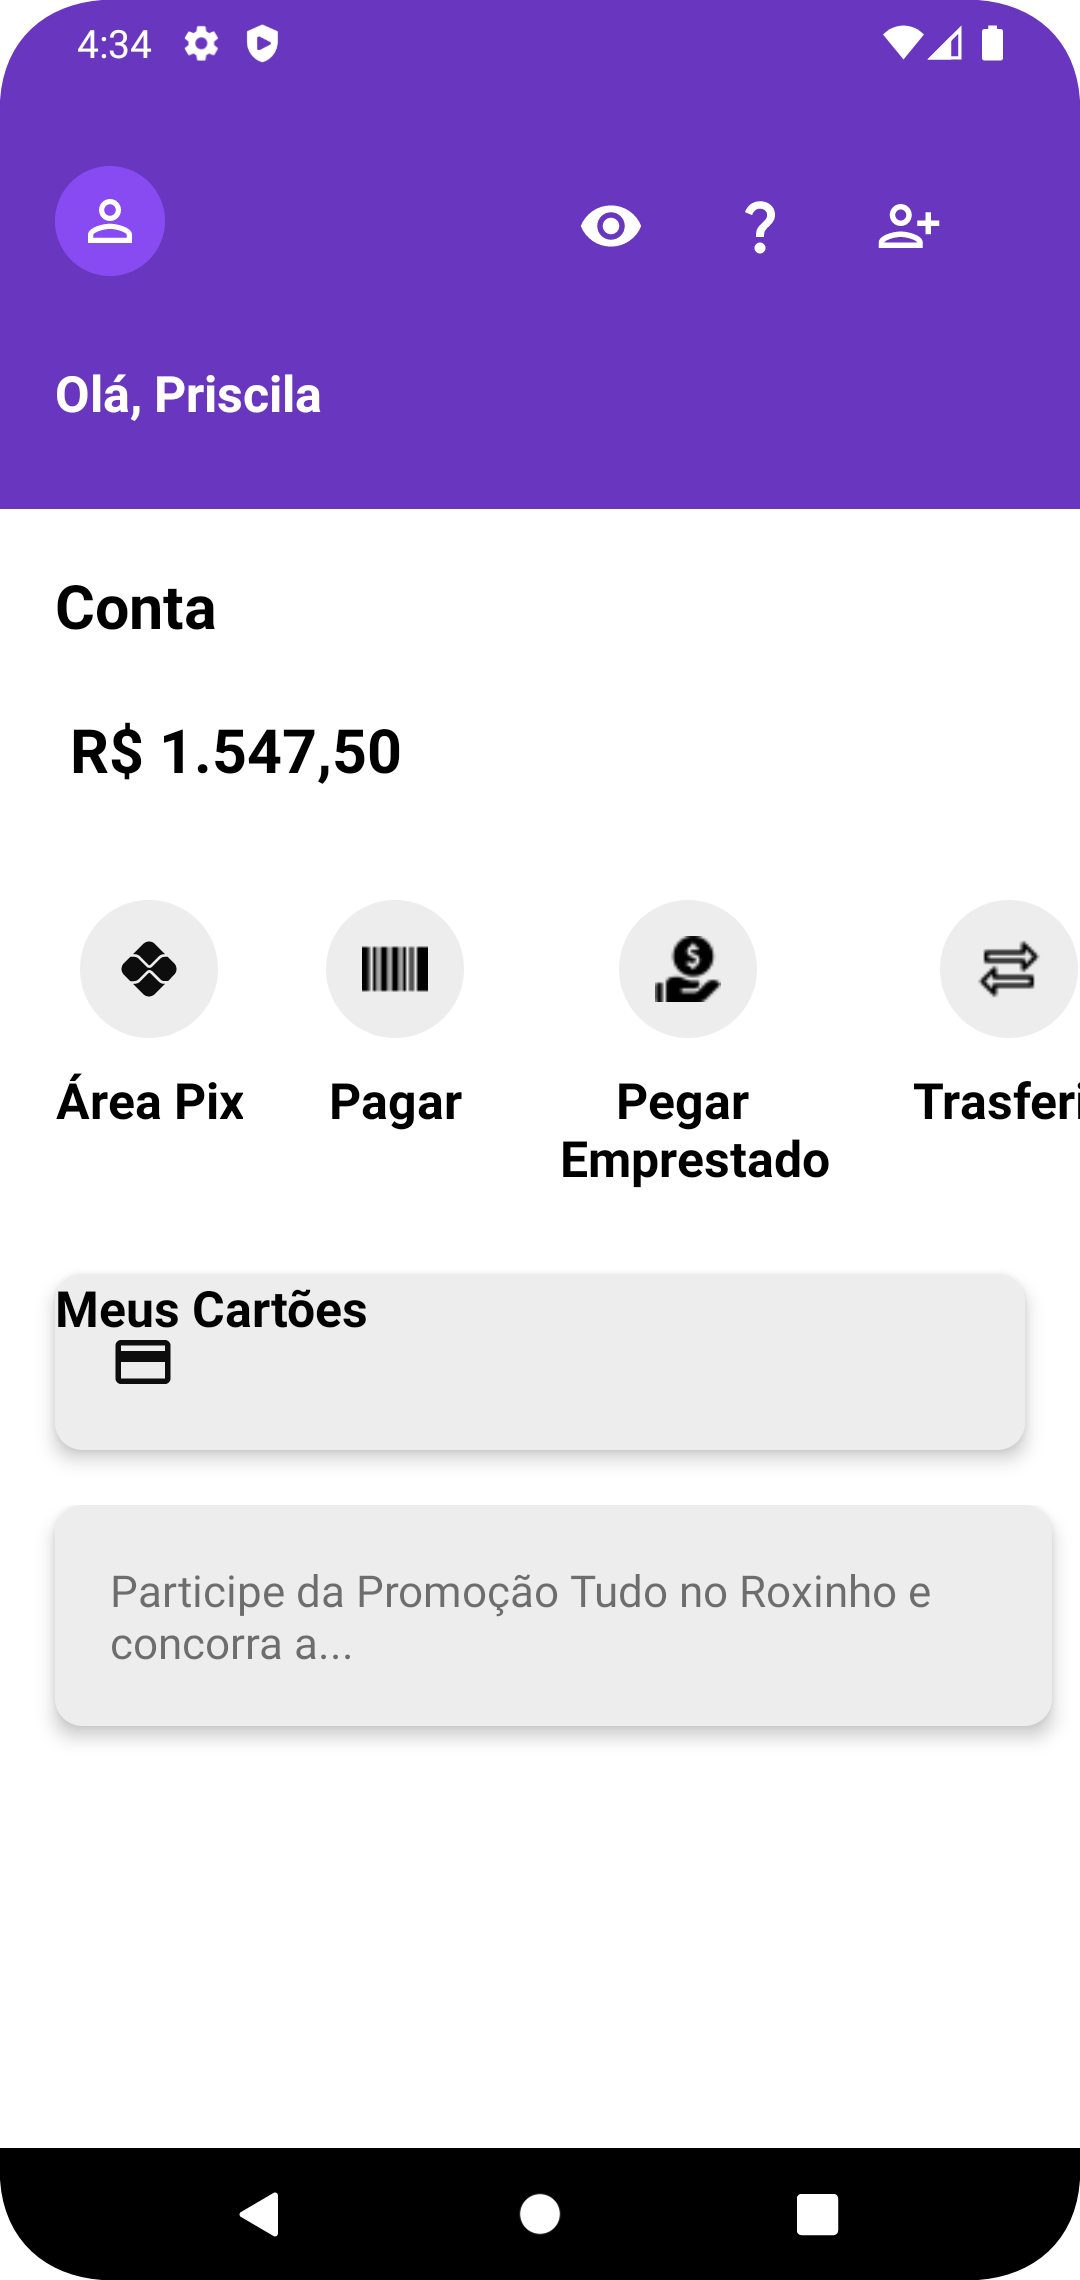 4:34
Olá, Priscila
Conta
R$ 1.547,50
Área Pix
Pagar
Pegar
Emprestado
Trasferi
Meus Cartões
Participe da Promoção Tudo no Roxinho e
concorra a...